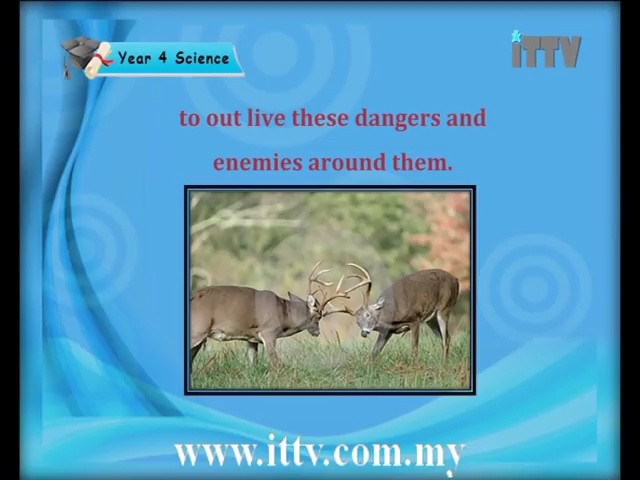 Year 4 Science
iTTV
to out live these dangers and
enemies around them.
www.ittv.com.my